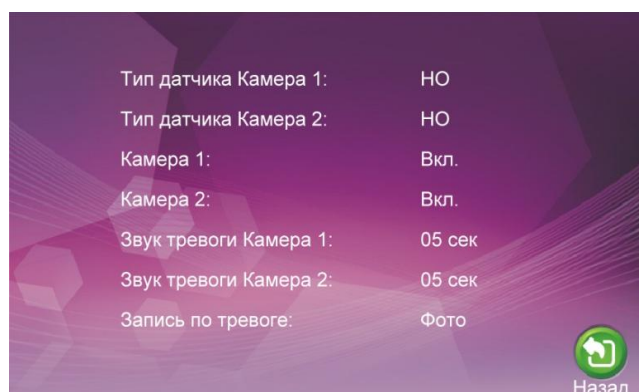 Тип датчика Камера 1: НО
Тип датчика Камера 2: НО
Камера 1: Вкл.
Камера 2: Вкл.
Звук тревоги Камера 1: 05 сек
Звук тревоги Камера 2: 05 сек
Запись по тревоге: Фото
Назад